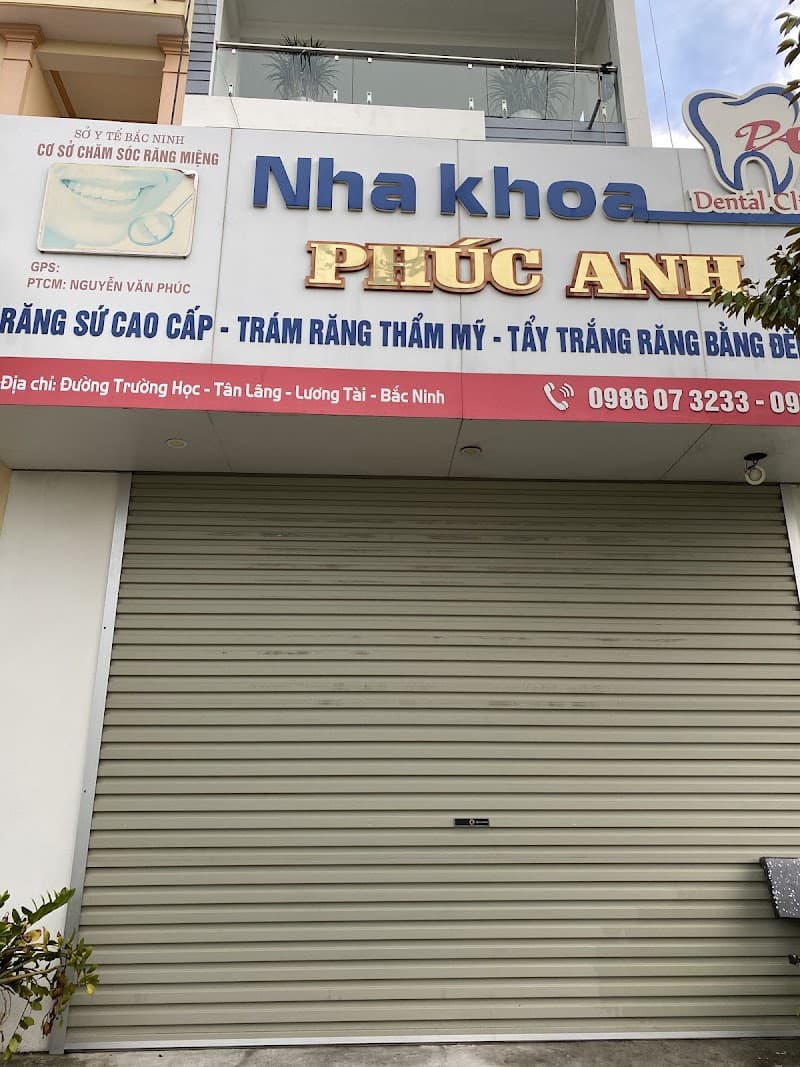 SỞ Y TẾ BẮC NINH
CƠ SỞ CHĂM SÓC RĂNG MIỆNG
GPS:
PTCM: NGUYỄN VĂN PHÚC
Nha khoa
PHÚC ANH
Dental
RĂNG SỨ CAO CẤP - TRÁM RĂNG THẨM MỸ - TẨY TRẮNG RĂNG BẰNG
Địa chỉ: Đường Trường Học - Tân Lãng - Lương Tài - Bắc Ninh
0986 07 3233 - 09